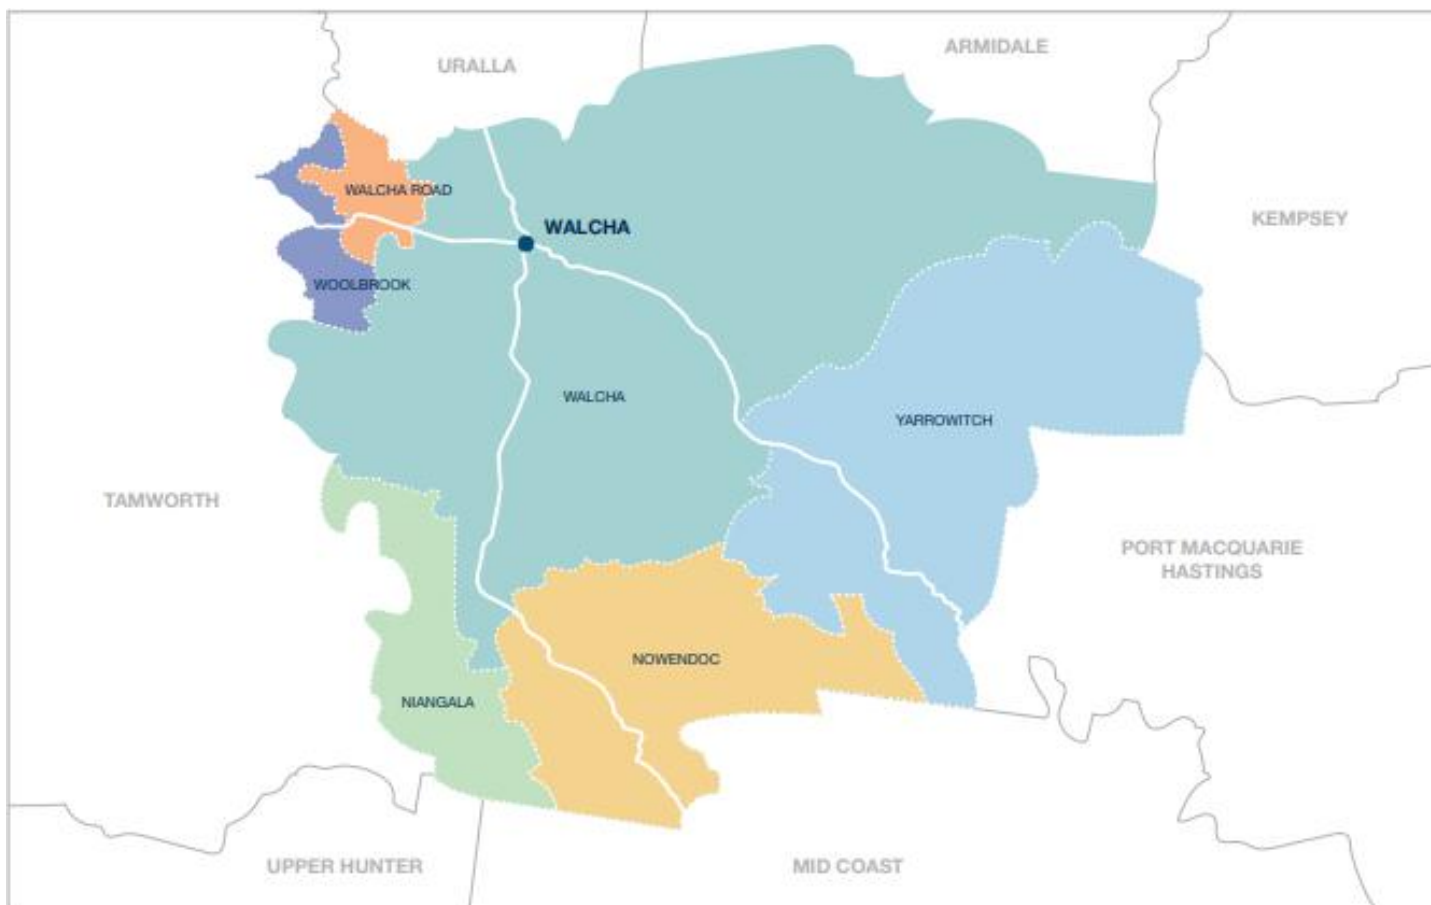 ARMIDALE
URALLA
WALCHA ROAD
KEMPSEY
WALCHA
WOOLBROOK
WALCHA
YARROWITCH
TAMWORTH
PORT MACQUARIE
HASTINGS
NOWENDOC
NIANGALA
UPPER HUNTER
MID COAST